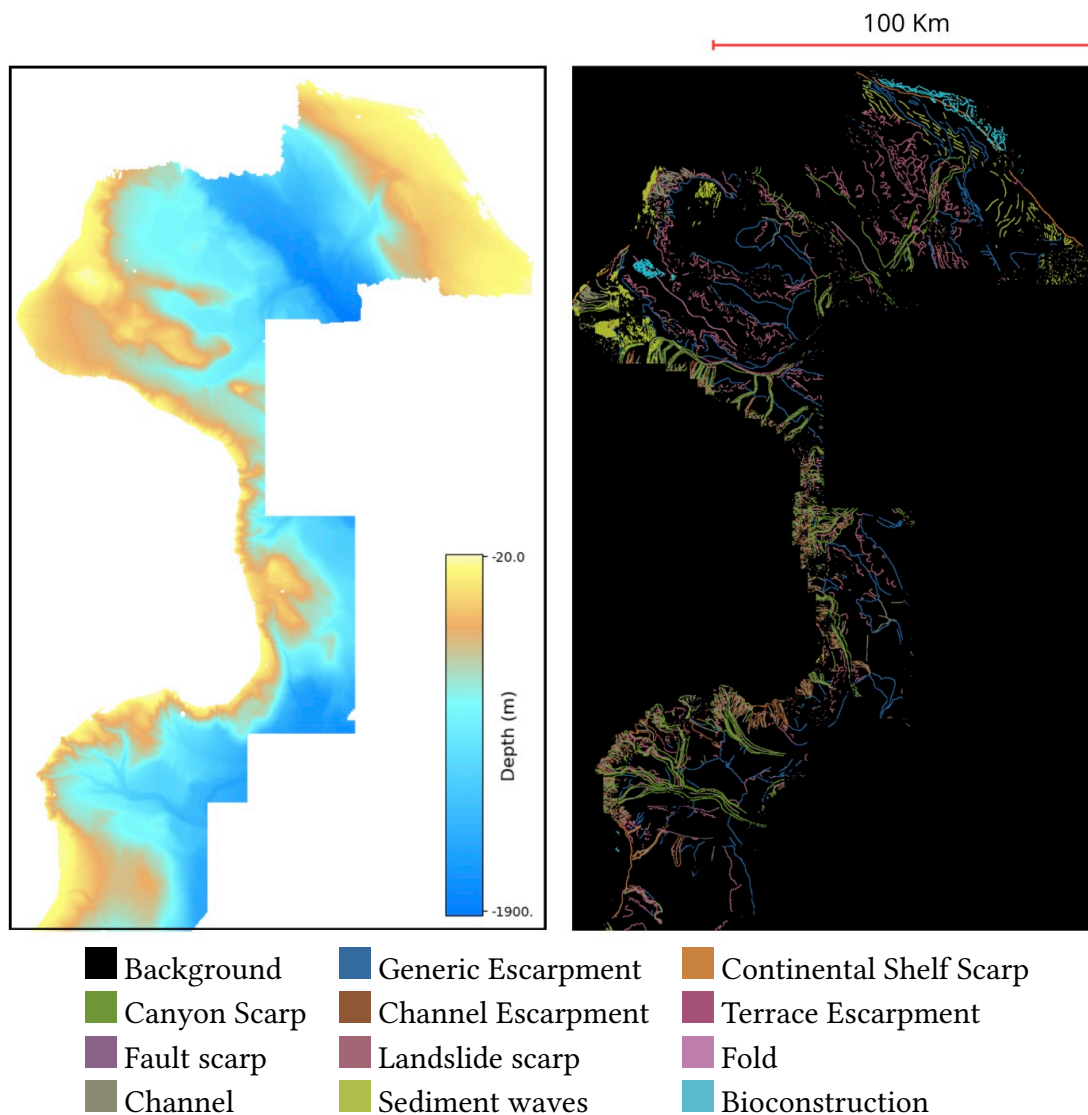 100 Km
-20.0
Depth (m)
-1900.
Background
Generic Escarpment
Continental Shelf Scarp
Canyon Scarp
Channel Escarpment
Terrace Escarpment
Fault scarp
Landslide scarp
Fold
Channel
Sediment waves
Bioconstruction